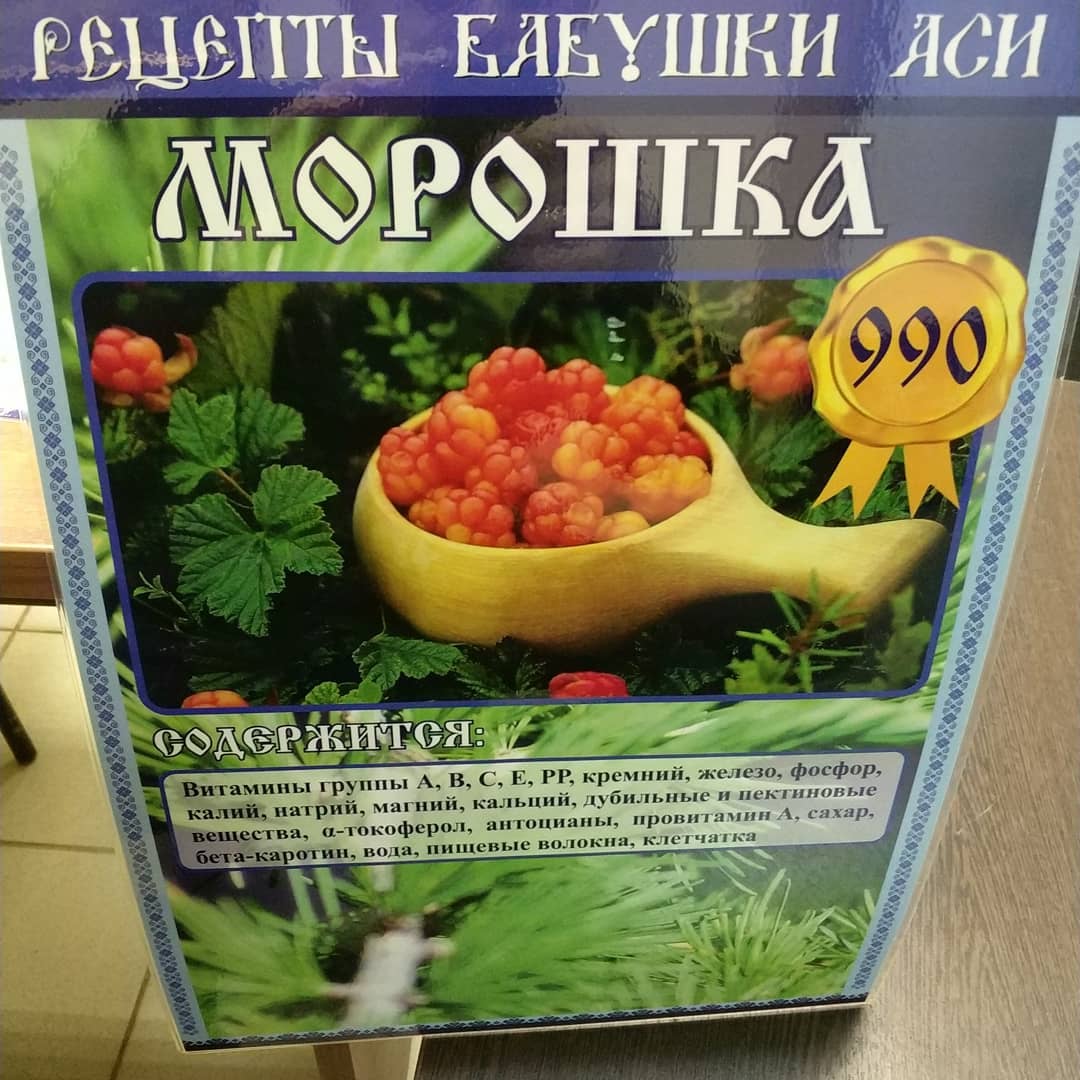 РЕЦЕПТЫ БАБУШКИ АСИ
МОРОШКА
990
СОДЕРЖИТСЯ:
Витамины группы А, В, С, Е, РР, кремний, железо, фосфор,
калий, натрий, магний, кальций, дубильные и пектиновые
вещества, α-токоферол, антоцианы, провитамин А, сахар,
бета-каротин, вода, пищевые волокна, клетчатка